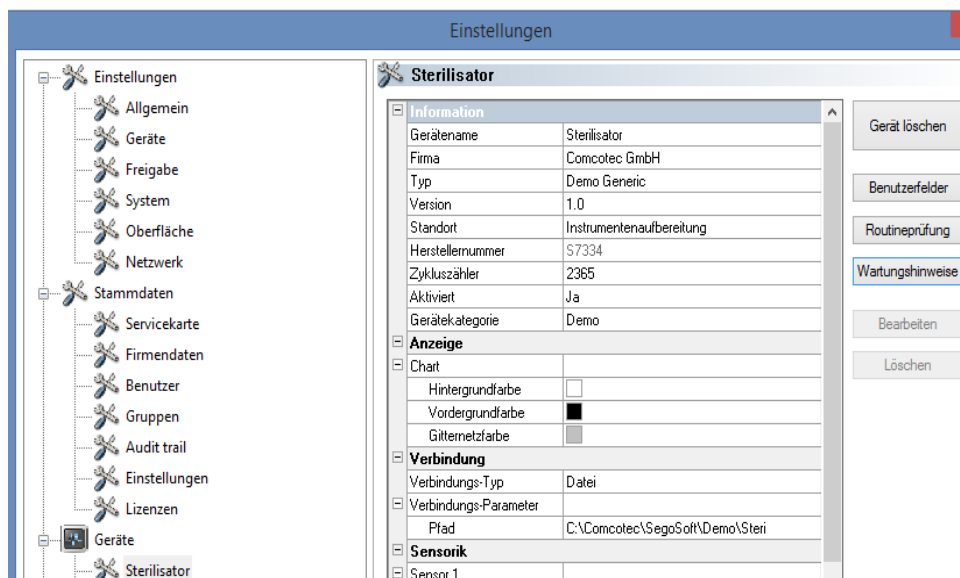 Einstellungen
Einstellungen
Allgemein
Geräte
Freigabe
System
Oberfläche
Netzwerk
Stammdaten
Servicekarte
Firmendaten
Benutzer
Gruppen
Audit trail
Einstellungen
Lizenzen
Geräte
Sterilisator
Sterilisator
Information
Gerätename Sterilisator
Firma Comcotec GmbH
Typ Demo Generic
Version 1.0
Standort Instrumentenaufbereitung
Herstellernummer S7334
Zykluszähler 2365
Aktiviert Ja
Gerätekategorie Demo
Anzeige
Chart
Hintergrundfarbe
Vordergrundfarbe
Gitternetzfarbe
Verbindung
Verbindungs-Typ Datei
Verbindungs-Parameter
Pfad C:\Comcotec\SegoSoft\Demo\Steri
Sensorik
Sensor 1
Gerät löschen
Benutzerfelder
Routineprüfung
Wartungshinweise
Bearbeiten
Löschen